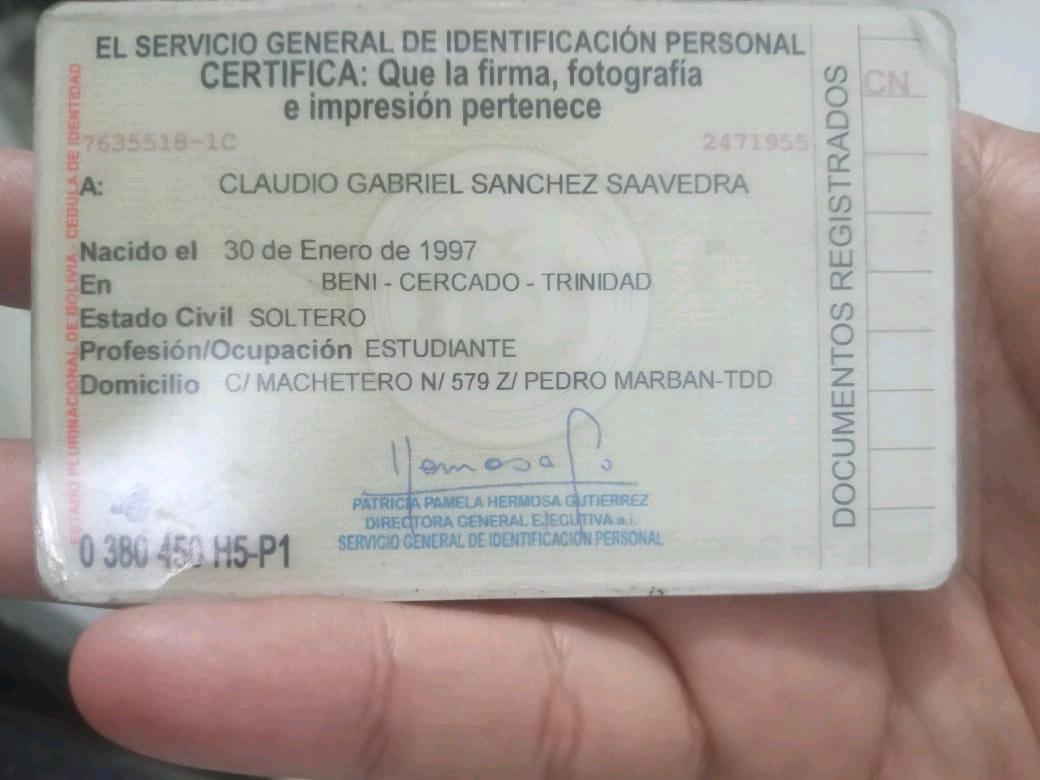 EL SERVICIO GENERAL DE IDENTIFICACIÓN PERSONAL
CERTIFICA: Que la firma, fotografía
e impresión pertenece
7635518-1C 2471955
A: CLAUDIO GABRIEL SANCHEZ SAAVEDRA
Nacido el 30 de Enero de 1997
En BENI - CERCADO - TRINIDAD
Estado Civil SOLTERO
Profesión/Ocupación ESTUDIANTE
Domicilio C/ MACHETERO N/ 579 Z/ PEDRO MARBAN-TDD
Hermosa G.
PATRICIA PAMELA HERMOSA GUTIERREZ
DIRECTORA GENERAL EJECUTIVA a.i.
SERVICIO GENERAL DE IDENTIFICACIÓN PERSONAL
0 380 450 H5-P1
ESTADO PLURINACIONAL DE BOLIVIA - CEDULA DE IDENTIDAD
DOCUMENTOS REGISTRADOS
CN